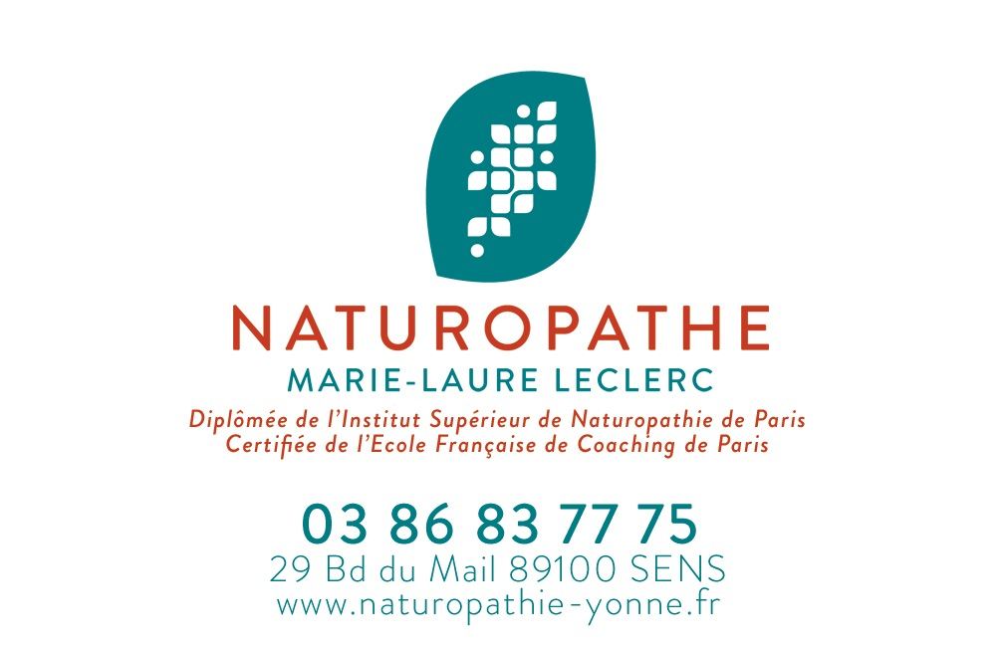 NATUROPATHE
MARIE-LAURE LECLERC
Diplômée de l'Institut Supérieur de Naturopathie de Paris
Certifiée de l'Ecole Française de Coaching de Paris
03 86 83 77 75
29 Bd du Mail 89100 SENS
www.naturopathie-yonne.fr